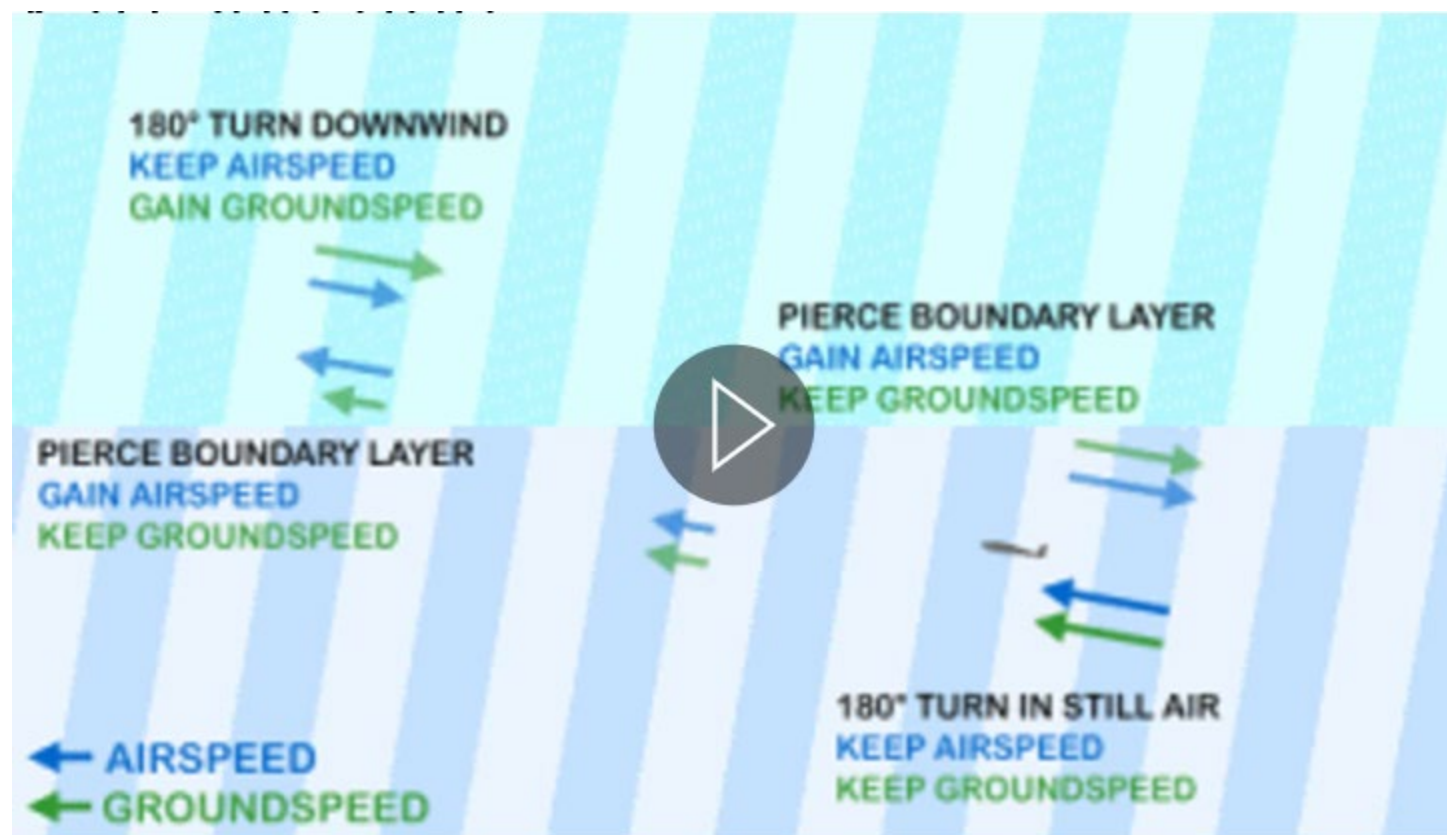 180° TURN DOWNWIND
KEEP AIRSPEED
GAIN GROUNDSPEED
PIERCE BOUNDARY LAYER
GAIN AIRSPEED
KEEP GROUNDSPEED
PIERCE BOUNDARY LAYER
GAIN AIRSPEED
KEEP GROUNDSPEED
180° TURN IN STILL AIR
KEEP AIRSPEED
KEEP GROUNDSPEED
AIRSPEED
GROUNDSPEED